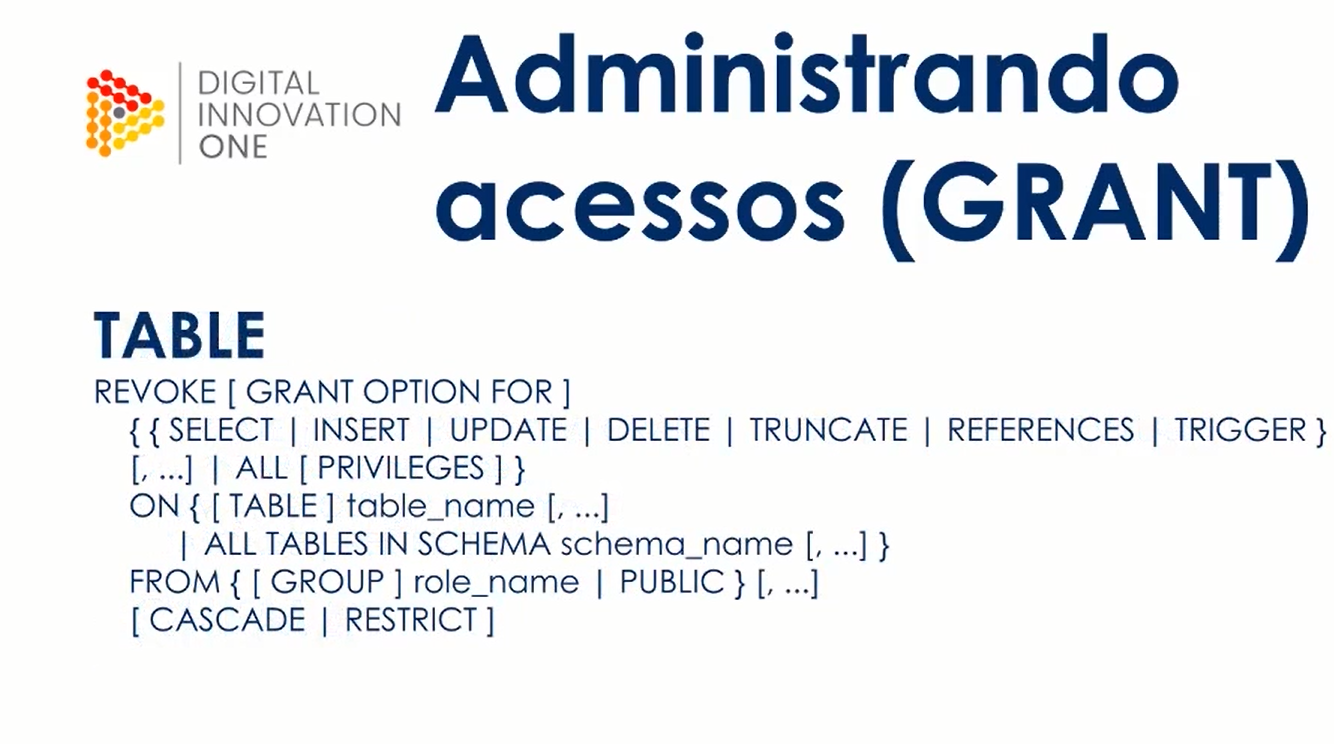 DIGITAL
INNOVATION
ONE
Administrando
acessos (GRANT)
TABLE
REVOKE [ GRANT OPTION FOR ]
{ { SELECT | INSERT | UPDATE | DELETE | TRUNCATE | REFERENCES | TRIGGER }
[, ...] | ALL [ PRIVILEGES ] }
ON { [ TABLE ] table_name [, ...]
| ALL TABLES IN SCHEMA schema_name [, ...] }
FROM { [ GROUP ] role_name | PUBLIC } [, ...]
[ CASCADE | RESTRICT ]